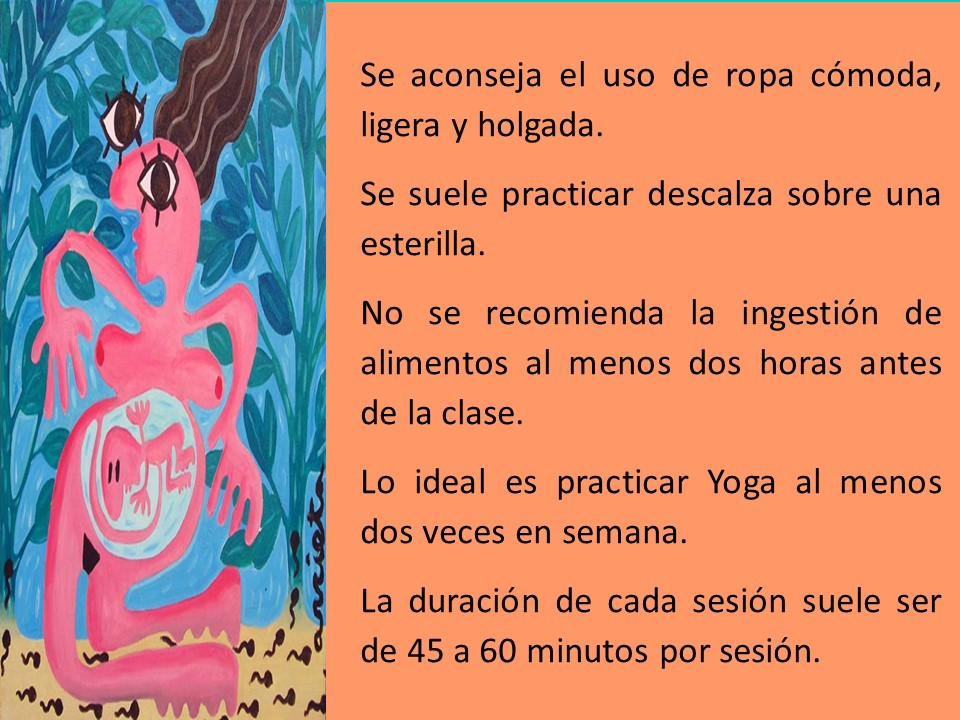 Se aconseja el uso de ropa cómoda,
ligera y holgada.
Se suele practicar descalza sobre una
esterilla.
No se recomienda la ingestión de
alimentos al menos dos horas antes
de la clase.
Lo ideal es practicar Yoga al menos
dos veces en semana.
La duración de cada sesión suele ser
de 45 a 60 minutos por sesión.